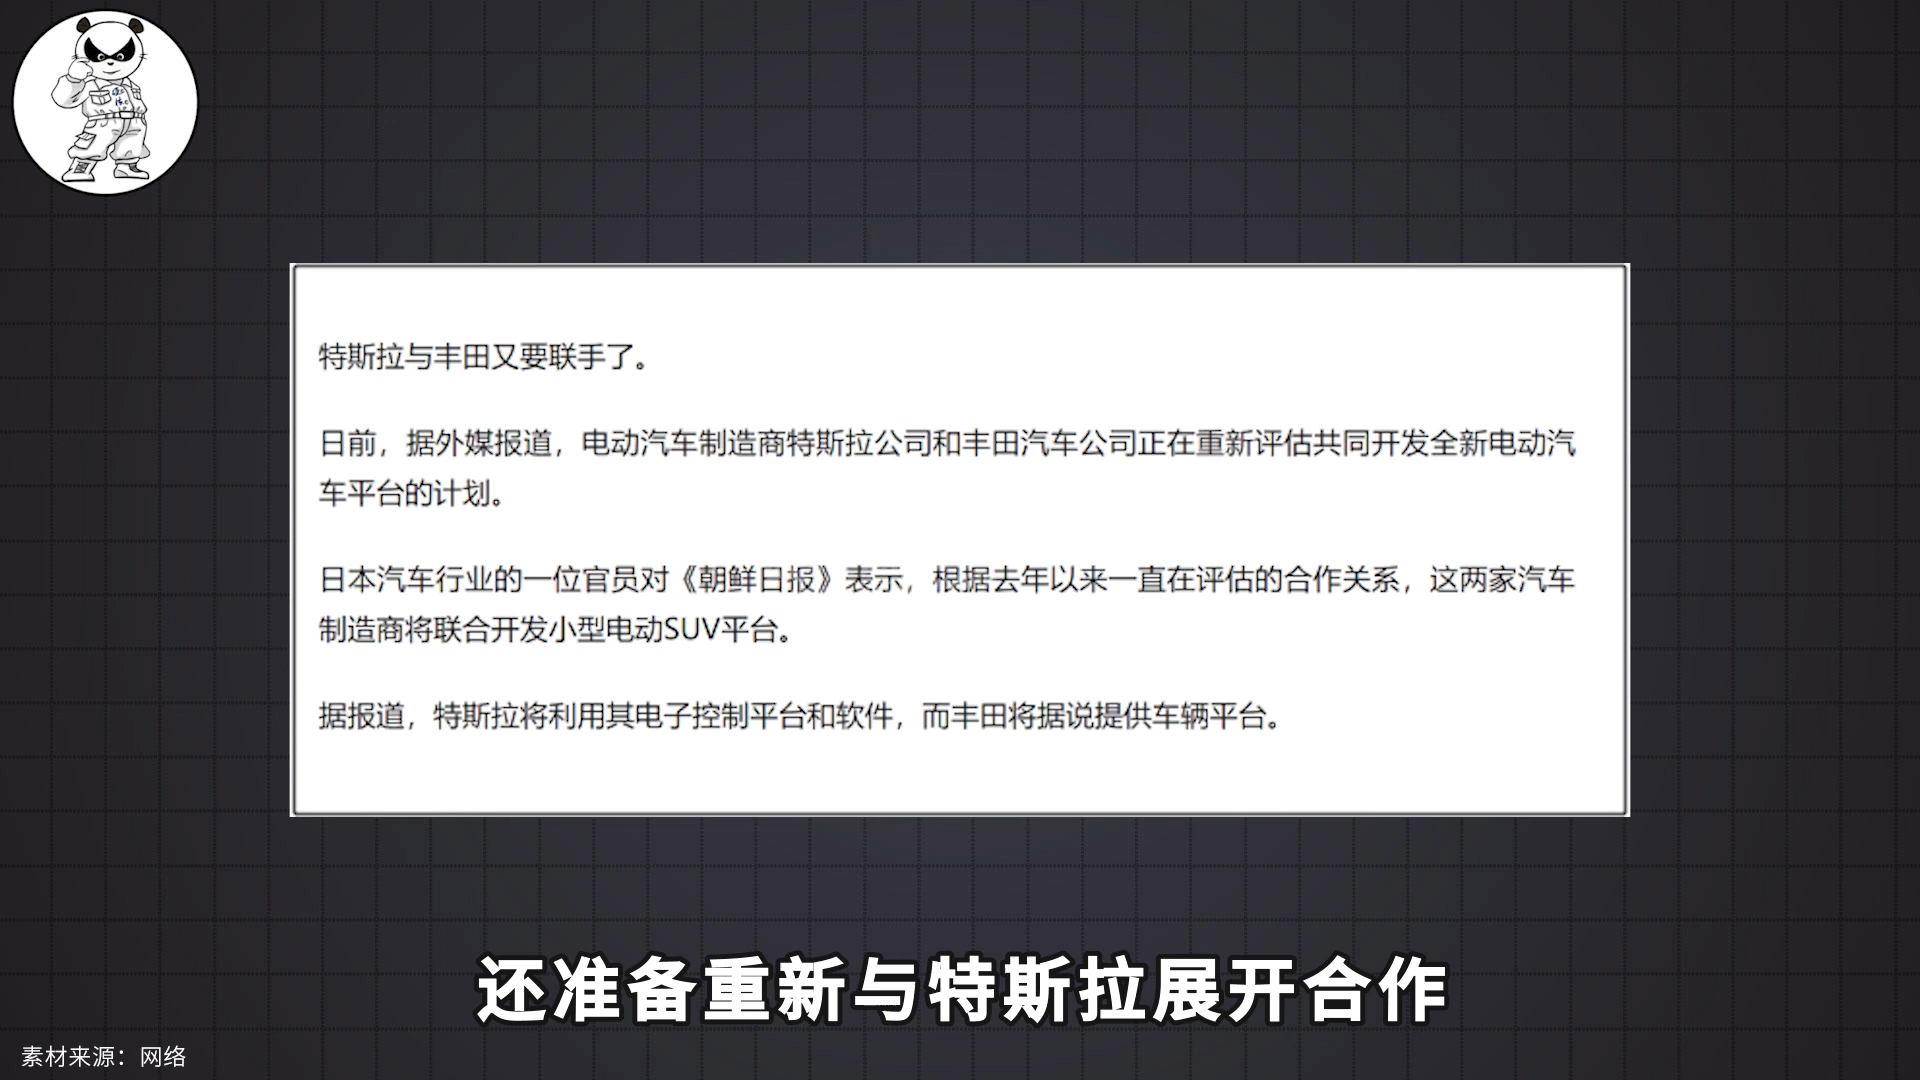 特斯拉与丰田又要联手了。
日前，据外媒报道，电动汽车制造商特斯拉公司和丰田汽车公司正在重新评估共同开发全新电动汽
车平台的计划。
日本汽车行业的一位官员对《朝鲜日报》表示，根据去年以来一直在评估的合作关系，这两家汽车
制造商将联合开发小型电动SUV平台。
据报道，特斯拉将利用其电子控制平台和软件，而丰田将据说提供车辆平台。
还准备重新与特斯拉展开合作
素材来源：网络